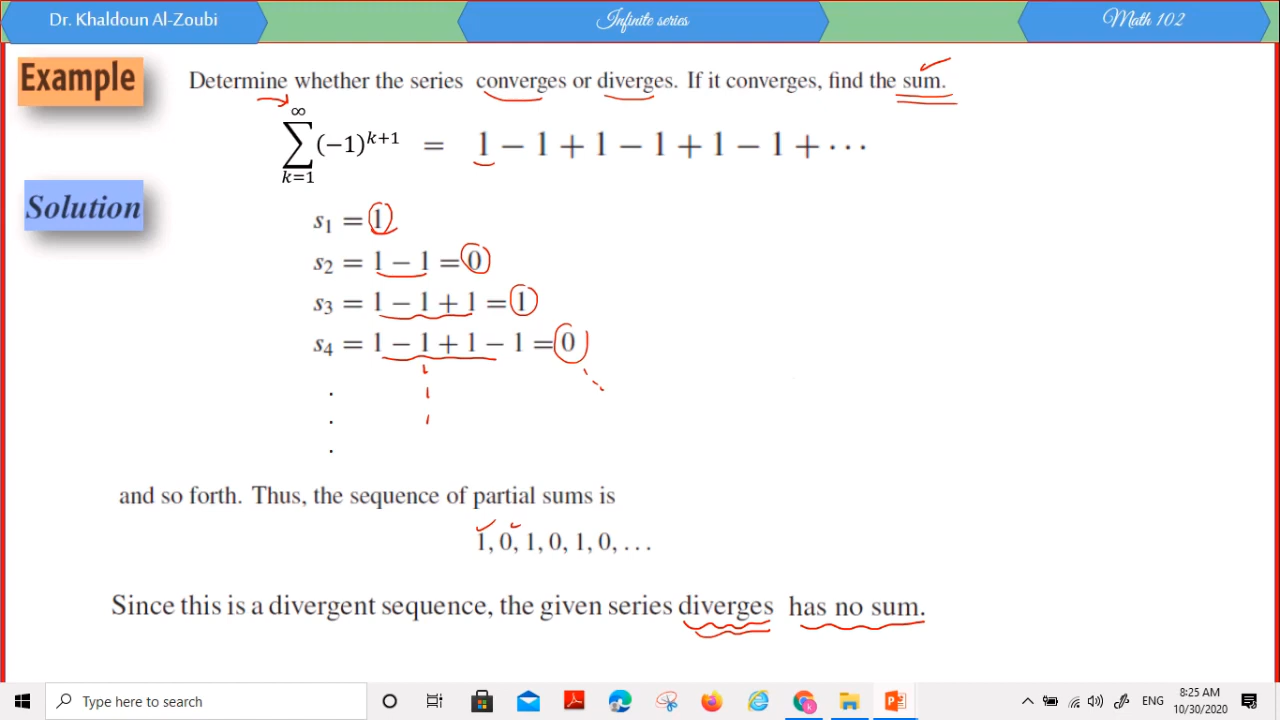 Dr. Khaldoun Al-Zoubi
Infinite series
Math 102
Example
Determine whether the series converges or diverges. If it converges, find the sum.
∞
∑ (−1)^{k+1} = 1 − 1 + 1 − 1 + 1 − 1 + ···
k=1
Solution
s₁ = 1
s₂ = 1 − 1 = 0
s₃ = 1 − 1 + 1 = 1
s₄ = 1 − 1 + 1 − 1 = 0
.
.
.
and so forth. Thus, the sequence of partial sums is
1, 0, 1, 0, 1, 0, ...
Since this is a divergent sequence, the given series diverges has no sum.
Type here to search
ENG
8:25 AM
10/30/2020